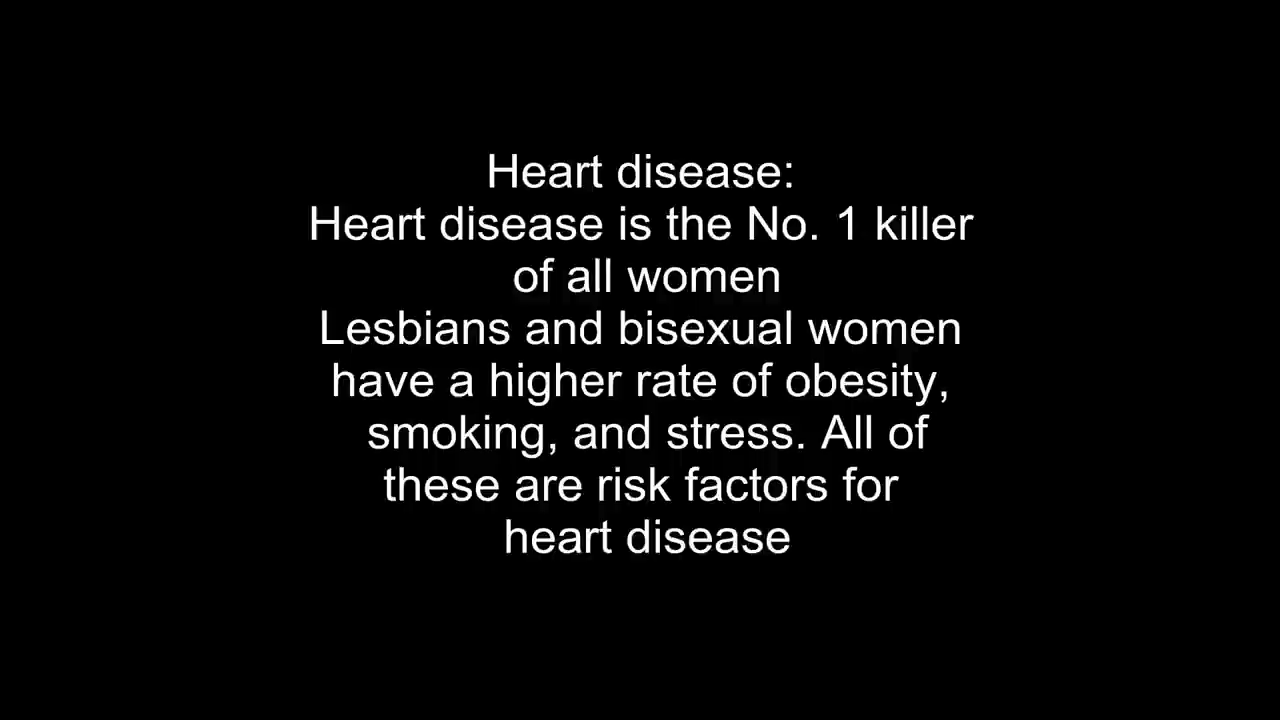 Heart disease:
Heart disease is the No. 1 killer
of all women
Lesbians and bisexual women
have a higher rate of obesity,
smoking, and stress. All of
these are risk factors for
heart disease